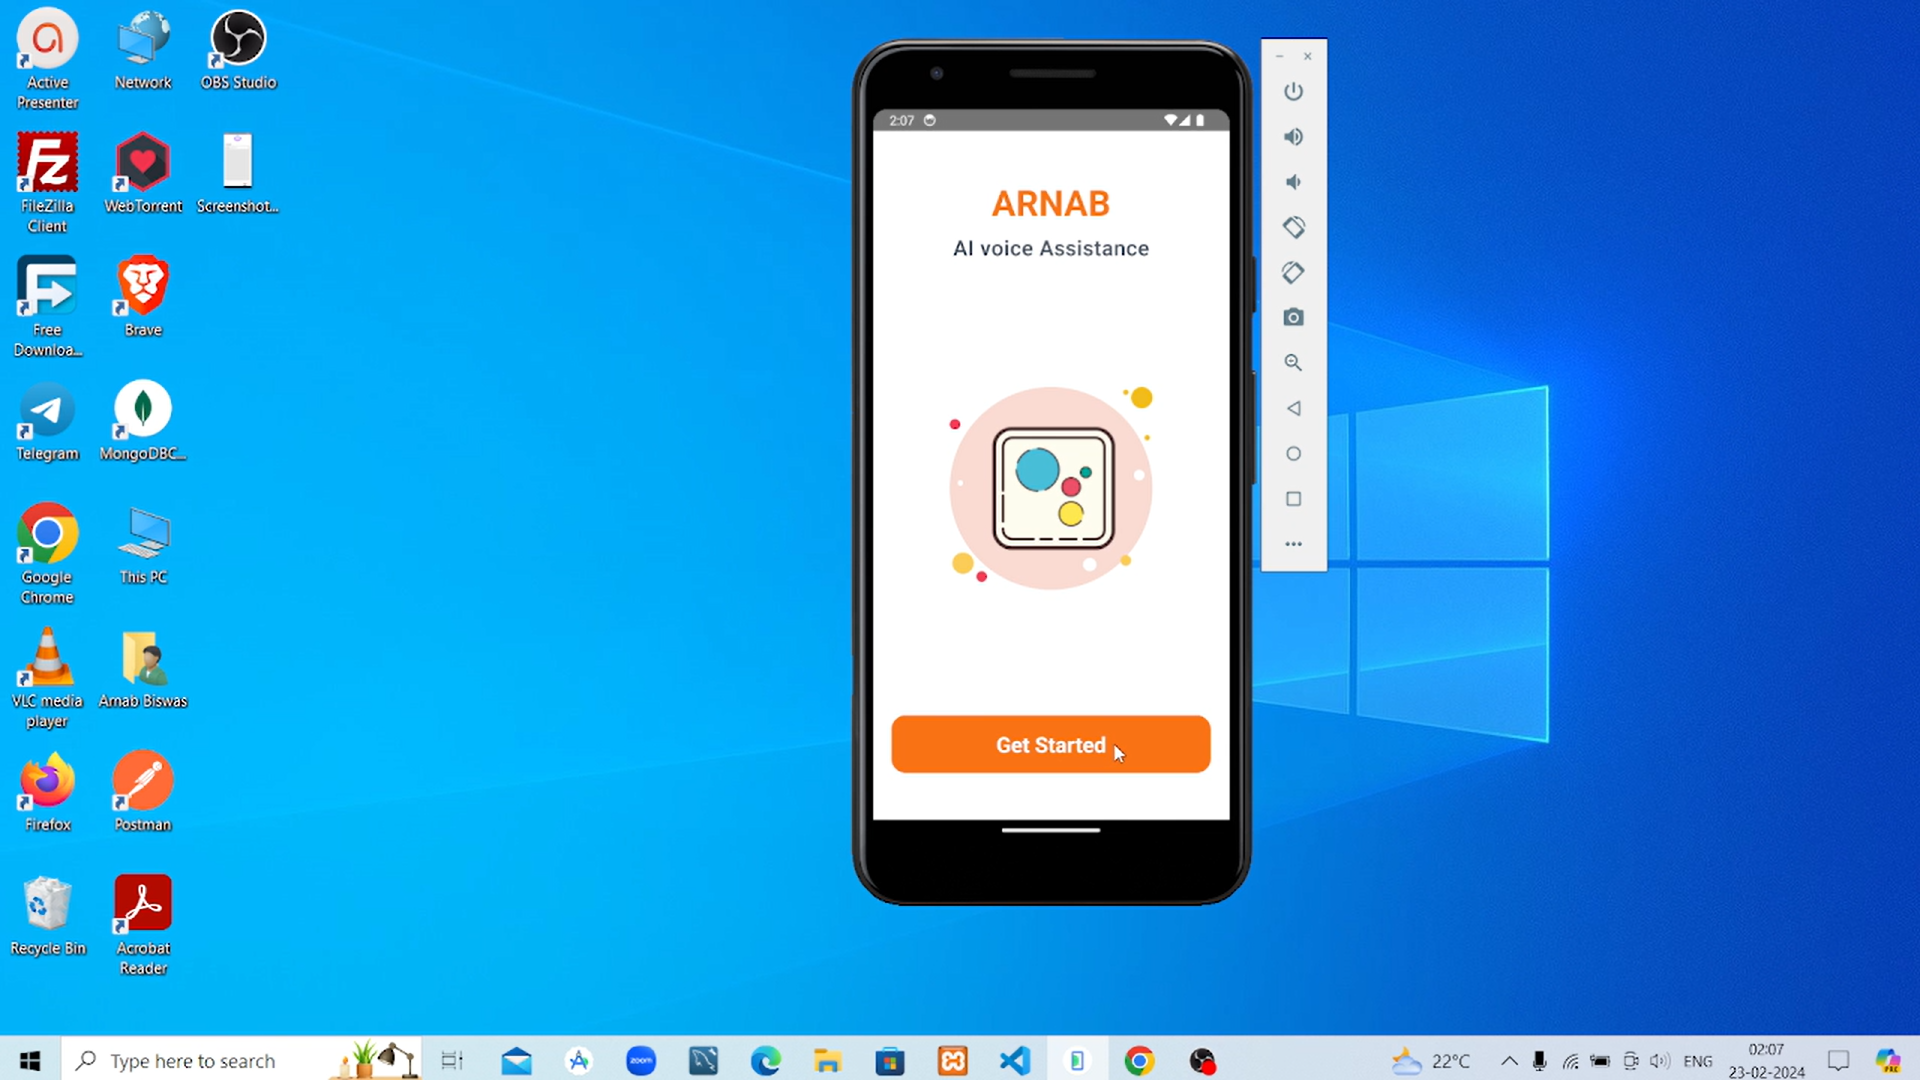 Active
Presenter
Network
OBS Studio
FileZilla
Client
WebTorrent
Screenshot...
Free
Downloa...
Brave
Telegram
MongoDBC...
Google
Chrome
This PC
VLC media
player
Arnab Biswas
Firefox
Postman
Recycle Bin
Acrobat
Reader
2:07
ARNAB
AI voice Assistance
Get Started
Type here to search
zoom
22°C
ENG
02:07
23-02-2024
PRE